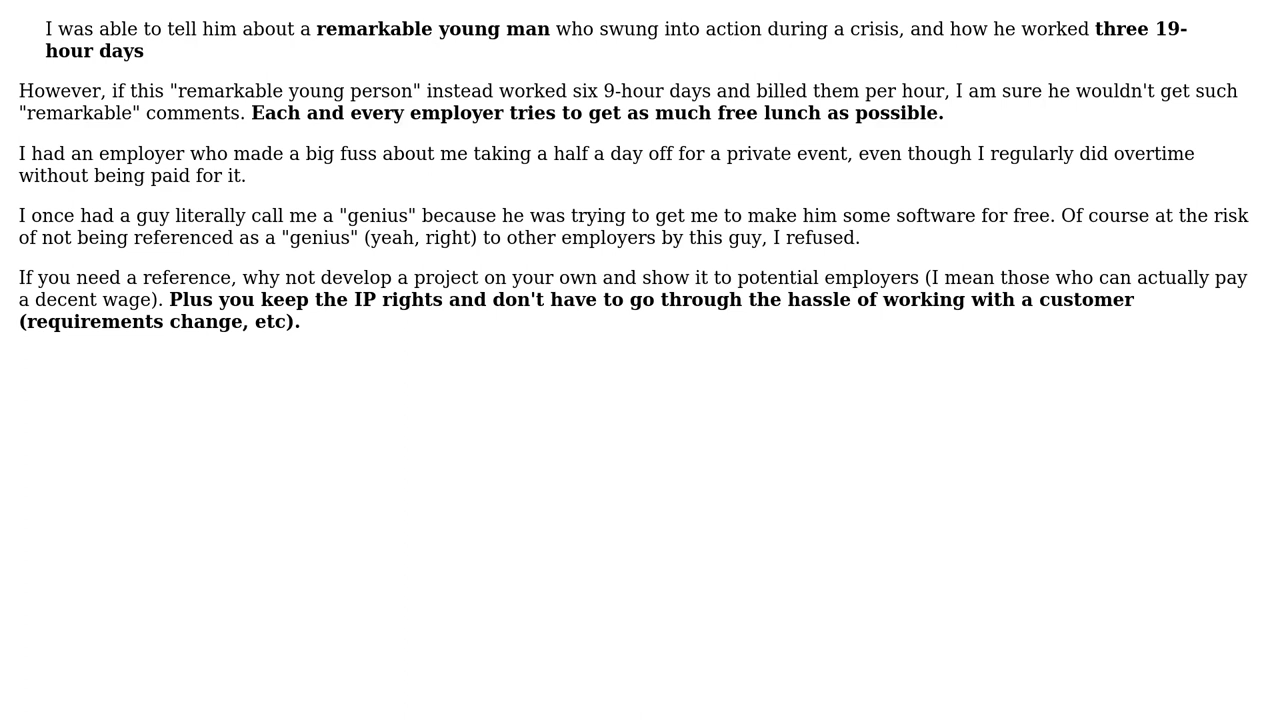 I was able to tell him about a remarkable young man who swung into action during a crisis, and how he worked three 19-
hour days
However, if this "remarkable young person" instead worked six 9-hour days and billed them per hour, I am sure he wouldn't get such
"remarkable" comments. Each and every employer tries to get as much free lunch as possible.
I had an employer who made a big fuss about me taking a half a day off for a private event, even though I regularly did overtime
without being paid for it.
I once had a guy literally call me a "genius" because he was trying to get me to make him some software for free. Of course at the risk
of not being referenced as a "genius" (yeah, right) to other employers by this guy, I refused.
If you need a reference, why not develop a project on your own and show it to potential employers (I mean those who can actually pay
a decent wage). Plus you keep the IP rights and don't have to go through the hassle of working with a customer
(requirements change, etc).